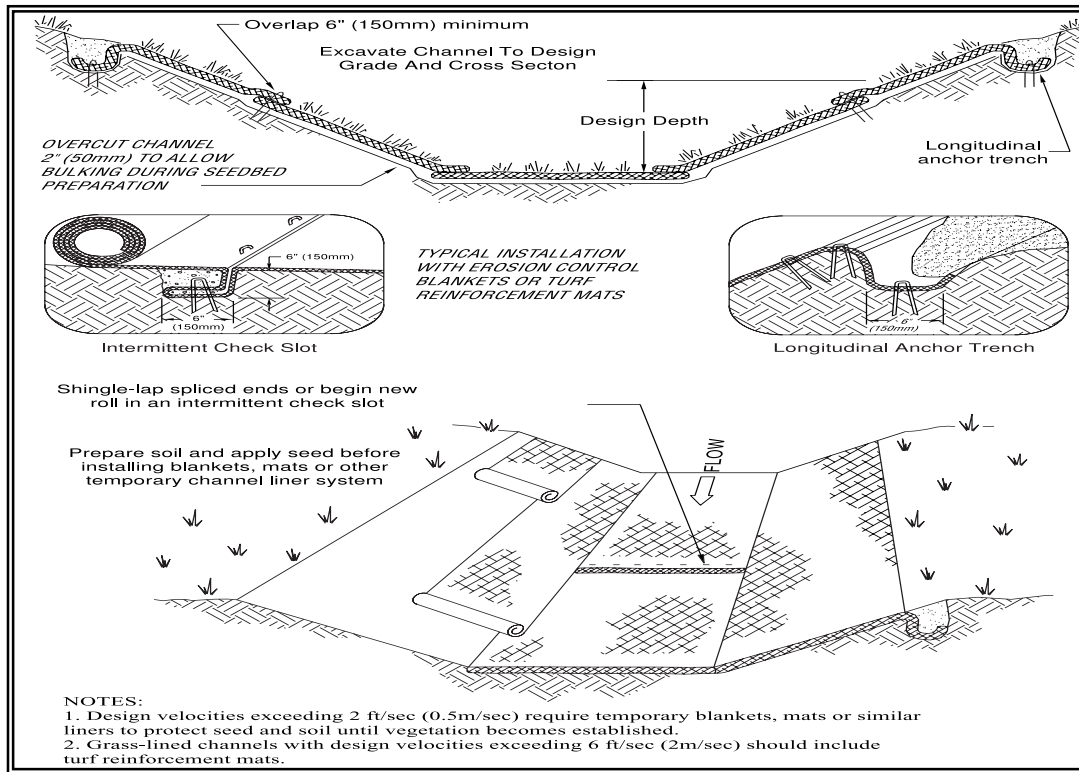 Overlap 6" (150mm) minimum
Excavate Channel To Design
Grade And Cross Secton
Design Depth
OVERCUT CHANNEL
2" (50mm) TO ALLOW
BULKING DURING SEEDBED
PREPARATION
Longitudinal
anchor trench
6" (150mm)
6"
(150mm)
Intermittent Check Slot
TYPICAL INSTALLATION
WITH EROSION CONTROL
BLANKETS OR TURF
REINFORCEMENT MATS
6"
(150mm)
Longitudinal Anchor Trench
Shingle-lap spliced ends or begin new
roll in an intermittent check slot
Prepare soil and apply seed before
installing blankets, mats or other
temporary channel liner system
FLOW
NOTES:
1. Design velocities exceeding 2 ft/sec (0.5m/sec) require temporary blankets, mats or similar
liners to protect seed and soil until vegetation becomes established.
2. Grass-lined channels with design velocities exceeding 6 ft/sec (2m/sec) should include
turf reinforcement mats.